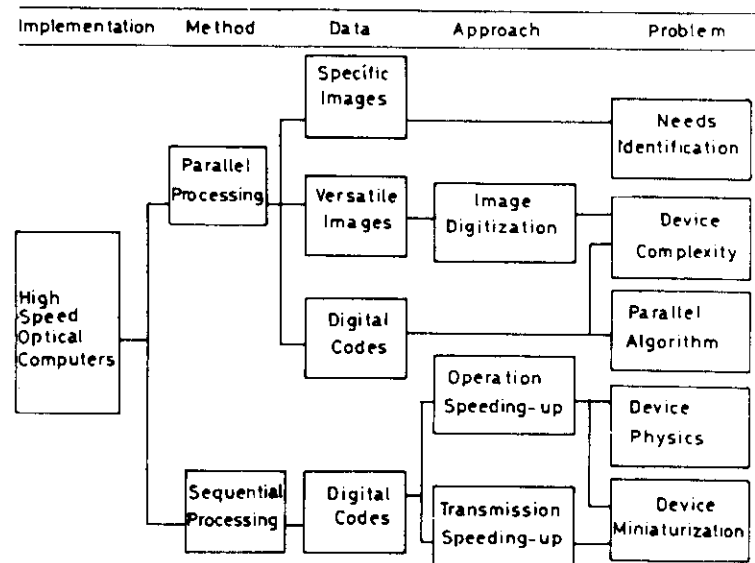 Implementation Method Data Approach Problem
Specific
Images
Needs
Identification
Parallel
Processing
Versatile
Images
Image
Digitization
Device
Complexity
High
Speed
Optical
Computers
Digital
Codes
Parallel
Algorithm
Operation
Speeding-up
Device
Physics
Sequential
Processing
Digital
Codes
Transmission
Speeding-up
Device
Miniaturization